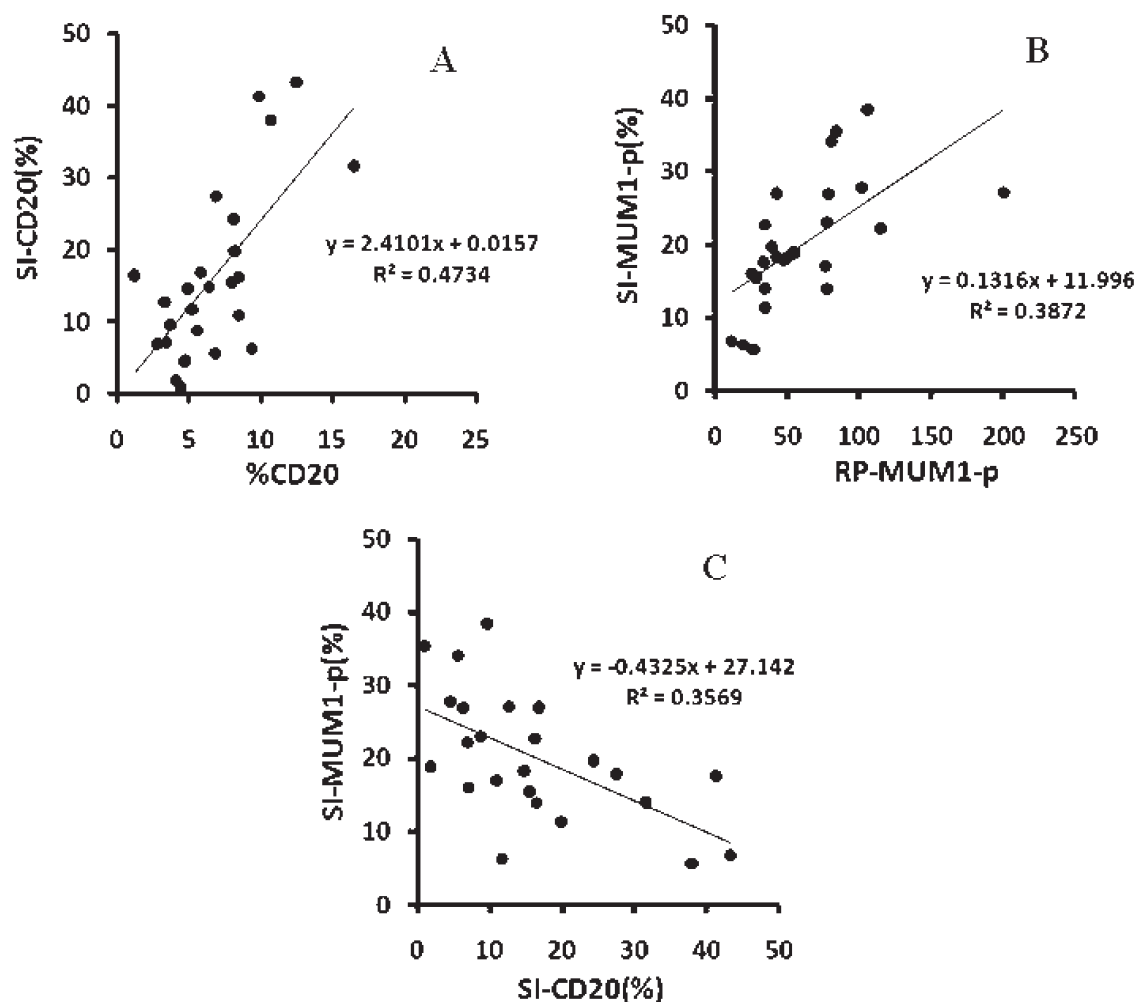 A
SI-CD20(%)
50
40
30
20
10
0
y = 2.4101x + 0.0157
R² = 0.4734
0 5 10 15 20 25
%CD20
B
SI-MUM1-p(%)
50
40
30
20
10
0
y = 0.1316x + 11.996
R² = 0.3872
0 50 100 150 200 250
RP-MUM1-p
C
SI-MUM1-p(%)
50
40
30
20
10
0
y = -0.4325x + 27.142
R² = 0.3569
0 10 20 30 40 50
SI-CD20(%)